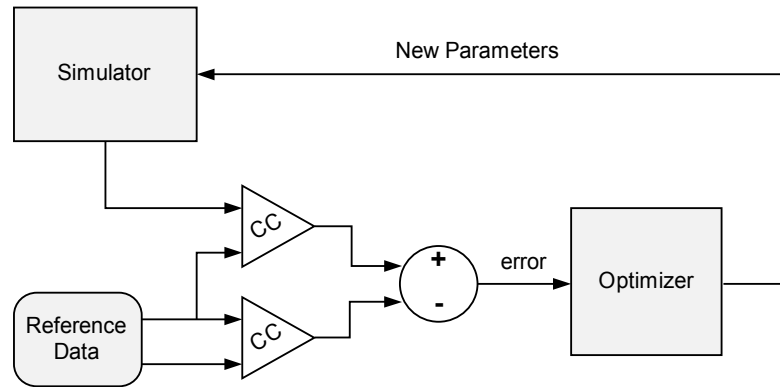 Simulator
New Parameters
CC
+
-
error
Optimizer
CC
Reference
Data